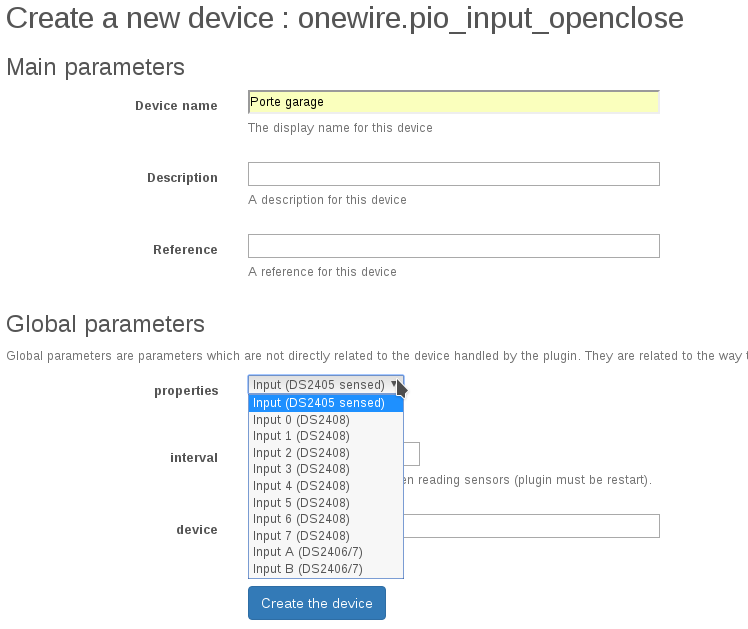 Create a new device : onewire.pio_input_openclose
Main parameters
Device name
Porte garage
The display name for this device
Description
A description for this device
Reference
A reference for this device
Global parameters
Global parameters are parameters which are not directly related to the device handled by the plugin. They are related to the way
properties
Input (DS2405 sensed)
Input (DS2405 sensed)
Input 0 (DS2408)
Input 1 (DS2408)
Input 2 (DS2408)
Input 3 (DS2408)
Input 4 (DS2408)
Input 5 (DS2408)
Input 6 (DS2408)
Input 7 (DS2408)
Input A (DS2406/7)
Input B (DS2406/7)
interval
en reading sensors (plugin must be restart).
device
Create the device